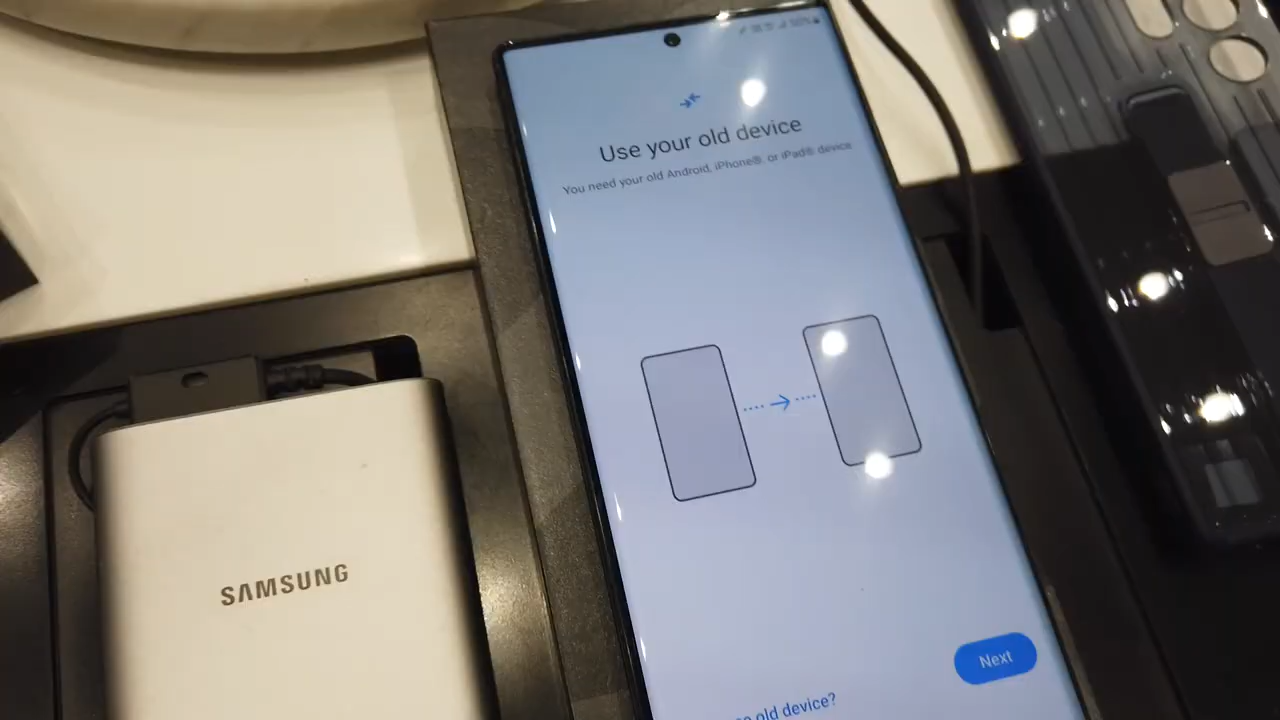 Use your old device
You need your old Android, iPhone®, or iPad® device
SAMSUNG
Next
old device?